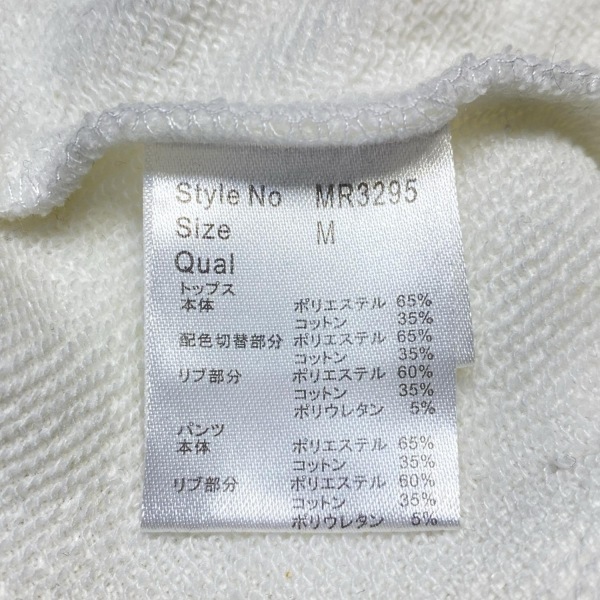 Style No MR3295
Size M
Qual
トップス
本体 ポリエステル 65%
コットン 35%
配色切替部分 ポリエステル 65%
コットン 35%
リブ部分 ポリエステル 60%
コットン 35%
ポリウレタン 5%
パンツ
本体 ポリエステル 65%
コットン 35%
リブ部分 ポリエステル 60%
コットン 35%
ポリウレタン 5%